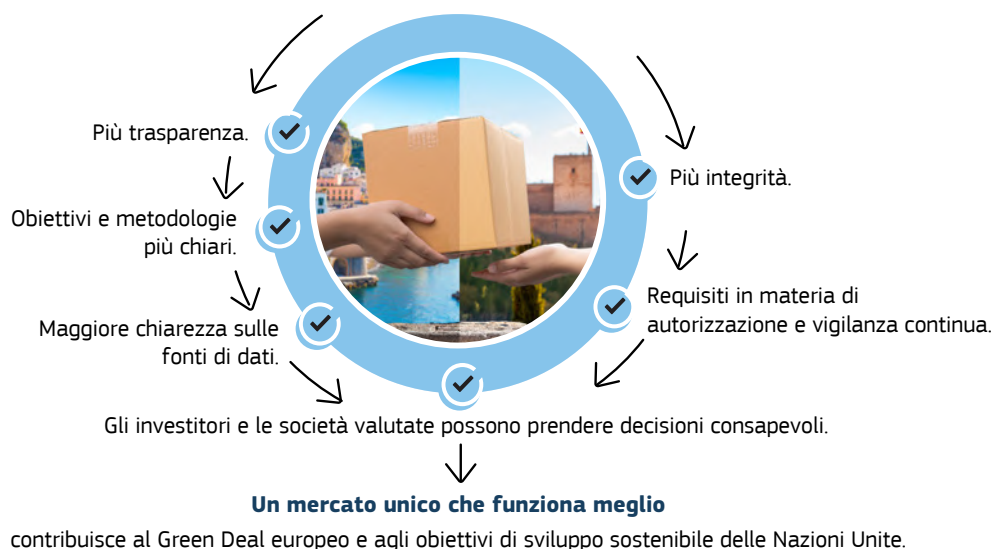 Più trasparenza.
Obiettivi e metodologie
più chiari.
Maggiore chiarezza sulle
fonti di dati.
Più integrità.
Requisiti in materia di
autorizzazione e vigilanza continua.
Gli investitori e le società valutate possono prendere decisioni consapevoli.
Un mercato unico che funziona meglio
contribuisce al Green Deal europeo e agli obiettivi di sviluppo sostenibile delle Nazioni Unite.